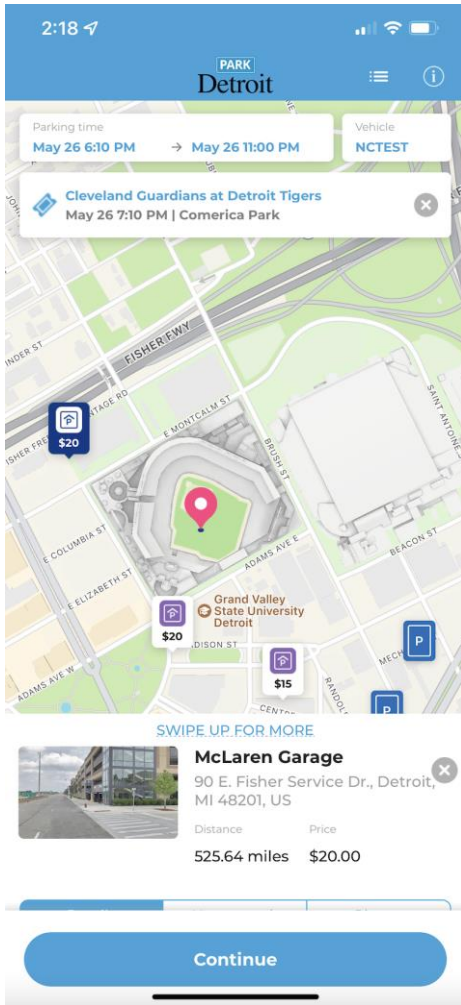 2:18
PARK
Detroit
Parking time
May 26 6:10 PM → May 26 11:00 PM
Vehicle
NCTEST
Cleveland Guardians at Detroit Tigers
May 26 7:10 PM | Comerica Park
FISHER FWY
E MONTCALM ST
BRUSH ST
SAINT ANTOINE
$20
E COLUMBIA ST
ADAMS AVE E
BEACON ST
E ELIZABETH ST
Grand Valley
State University
Detroit
$20
P
$15
ADAMS AVE W
P
SWIPE UP FOR MORE
McLaren Garage
90 E. Fisher Service Dr., Detroit,
MI 48201, US
Distance
Price
525.64 miles
$20.00
Continue